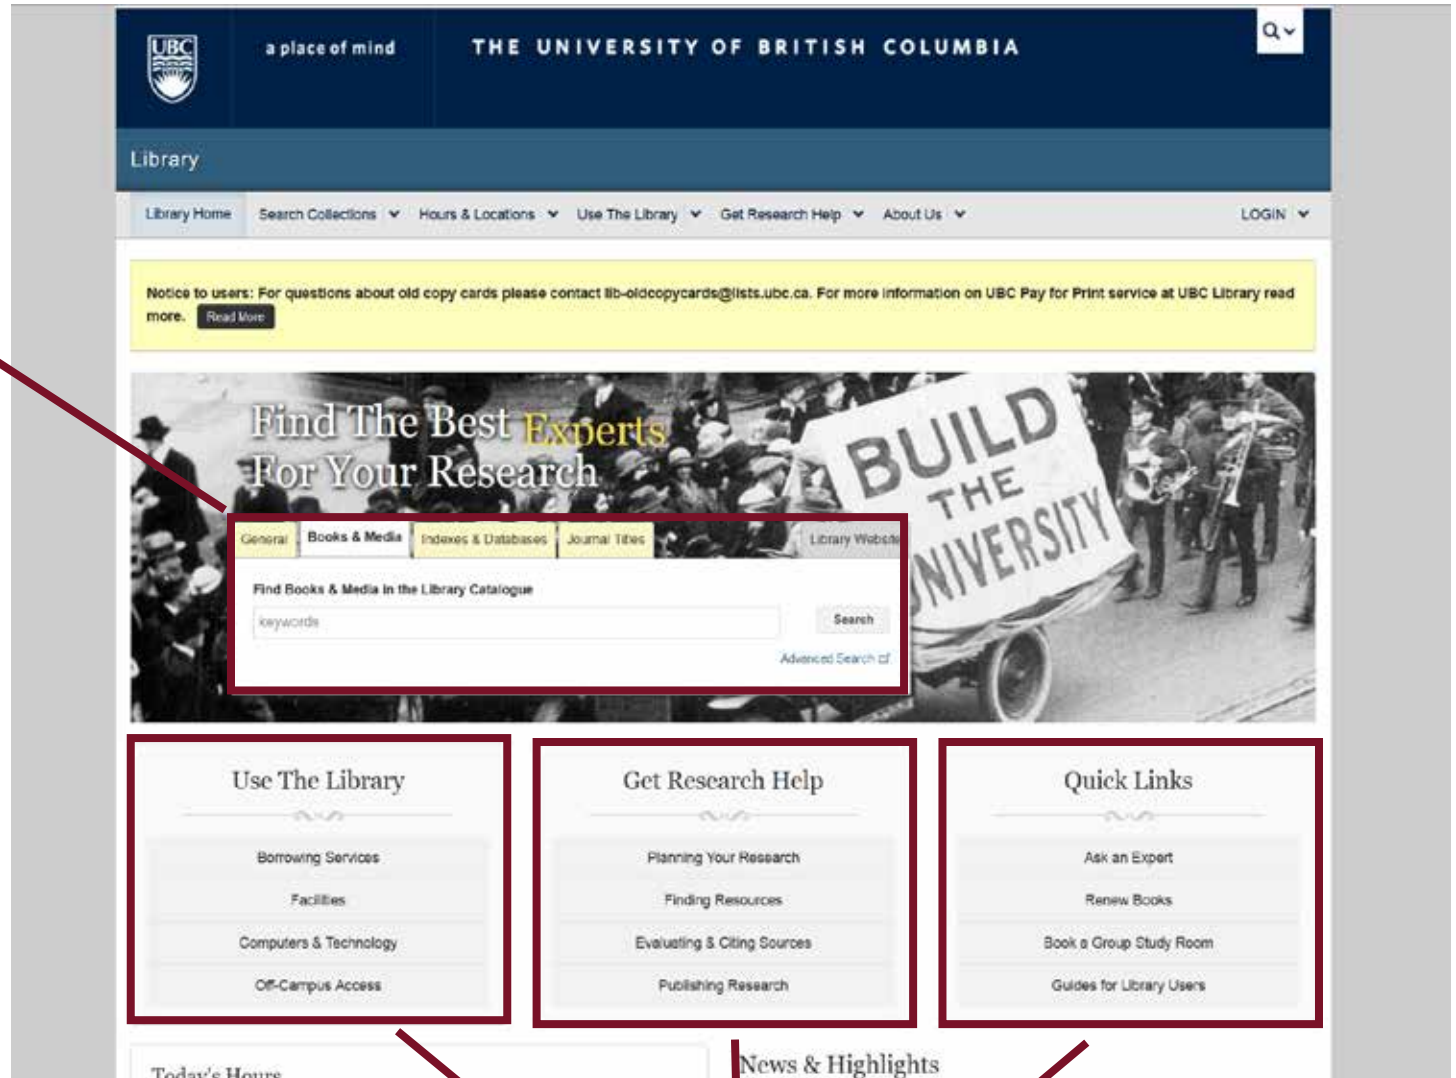 UBC
a place of mind
THE UNIVERSITY OF BRITISH COLUMBIA
Library
Library Home Search Collections Hours & Locations Use The Library Get Research Help About Us LOGIN
Notice to users: For questions about old copy cards please contact lib-oldcopycards@lists.ubc.ca. For more information on UBC Pay for Print service at UBC Library read
more. Read More
Find The Best Experts
For Your Research
BUILD
THE
UNIVERSITY
General Books & Media Indexes & Databases Journal Titles Library Website
Find Books & Media in the Library Catalogue
keywords Search
Advanced Search
Use The Library
Borrowing Services
Facilities
Computers & Technology
Off-Campus Access
Get Research Help
Planning Your Research
Finding Resources
Evaluating & Citing Sources
Publishing Research
Quick Links
Ask an Expert
Renew Books
Book a Group Study Room
Guides for Library Users
Today's Hours
News & Highlights